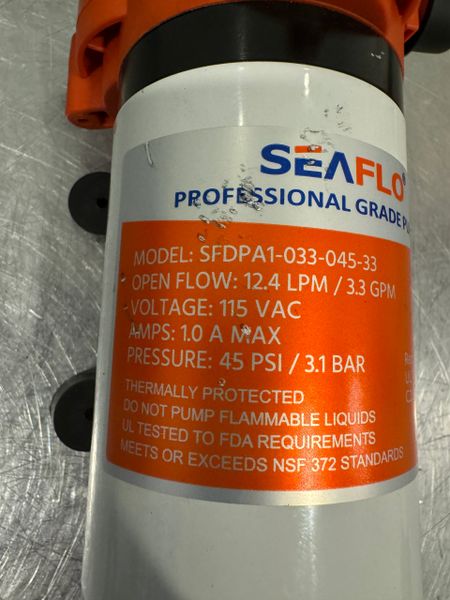 SEAFLO®
PROFESSIONAL GRADE
MODEL: SFDPA1-033-045-33
OPEN FLOW: 12.4 LPM / 3.3 GPM
VOLTAGE: 115 VAC
AMPS: 1.0 A MAX
PRESSURE: 45 PSI / 3.1 BAR
THERMALLY PROTECTED
DO NOT PUMP FLAMMABLE LIQUIDS
UL TESTED TO FDA REQUIREMENTS
MEETS OR EXCEEDS NSF 372 STANDARDS